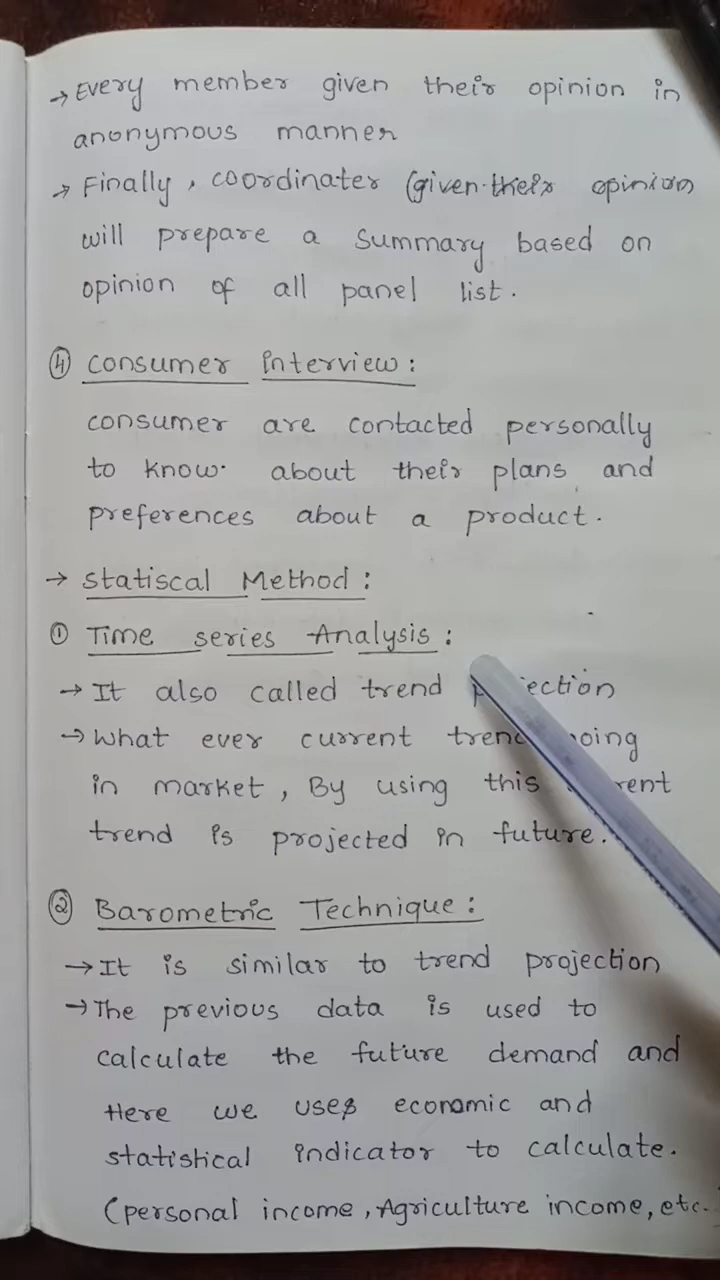 → Every member given their opinion in
anonymous manner
→ Finally, coordinater (given their opinion
will prepare a summary based on
opinion of all panel list.
④ consumer interview:
consumer are contacted personally
to know about their plans and
preferences about a product.
→ statiscal Method:
① Time series Analysis:
→ It also called trend
→ What ever current
in market, By using this
trend is projected in future.
② Barometric Technique:
→ It is similar to trend projection
→ The previous data is used to
calculate the future demand and
Here we uses economic and
statistical indicator to calculate.
(personal income, Agriculture income, etc.